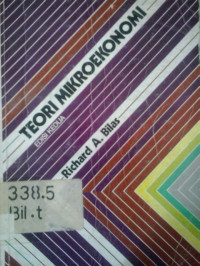 TEORI MIKROEKONOMI
EDISI KEDUA
Richard A. Bilas
338.5
Bil.t